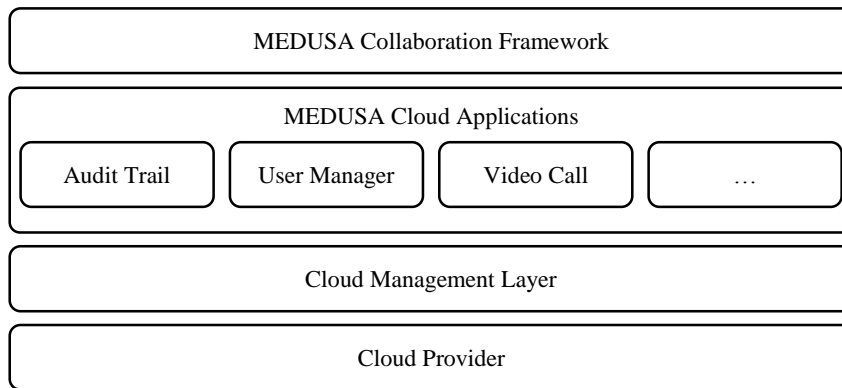 MEDUSA Collaboration Framework
MEDUSA Cloud Applications
Audit Trail
User Manager
Video Call
…
Cloud Management Layer
Cloud Provider